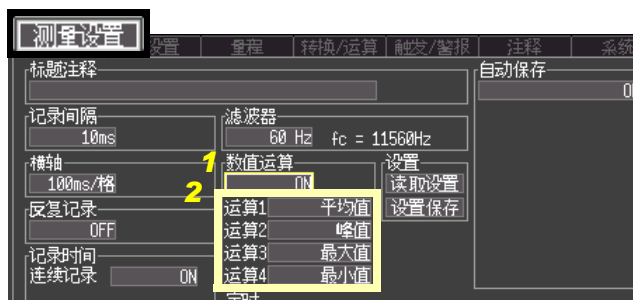 测量设置 设置 量程 转换/运算 触发/警报 注释 系统
标题注释
自动保存
记录间隔
10ms
滤波器
60 Hz fc = 11560Hz
横轴
100ms/格
1
数值运算
ON
设置
读取设置
设置保存
2
运算1 平均值
运算2 峰值
运算3 最大值
运算4 最小值
反复记录
OFF
记录时间
连续记录 ON